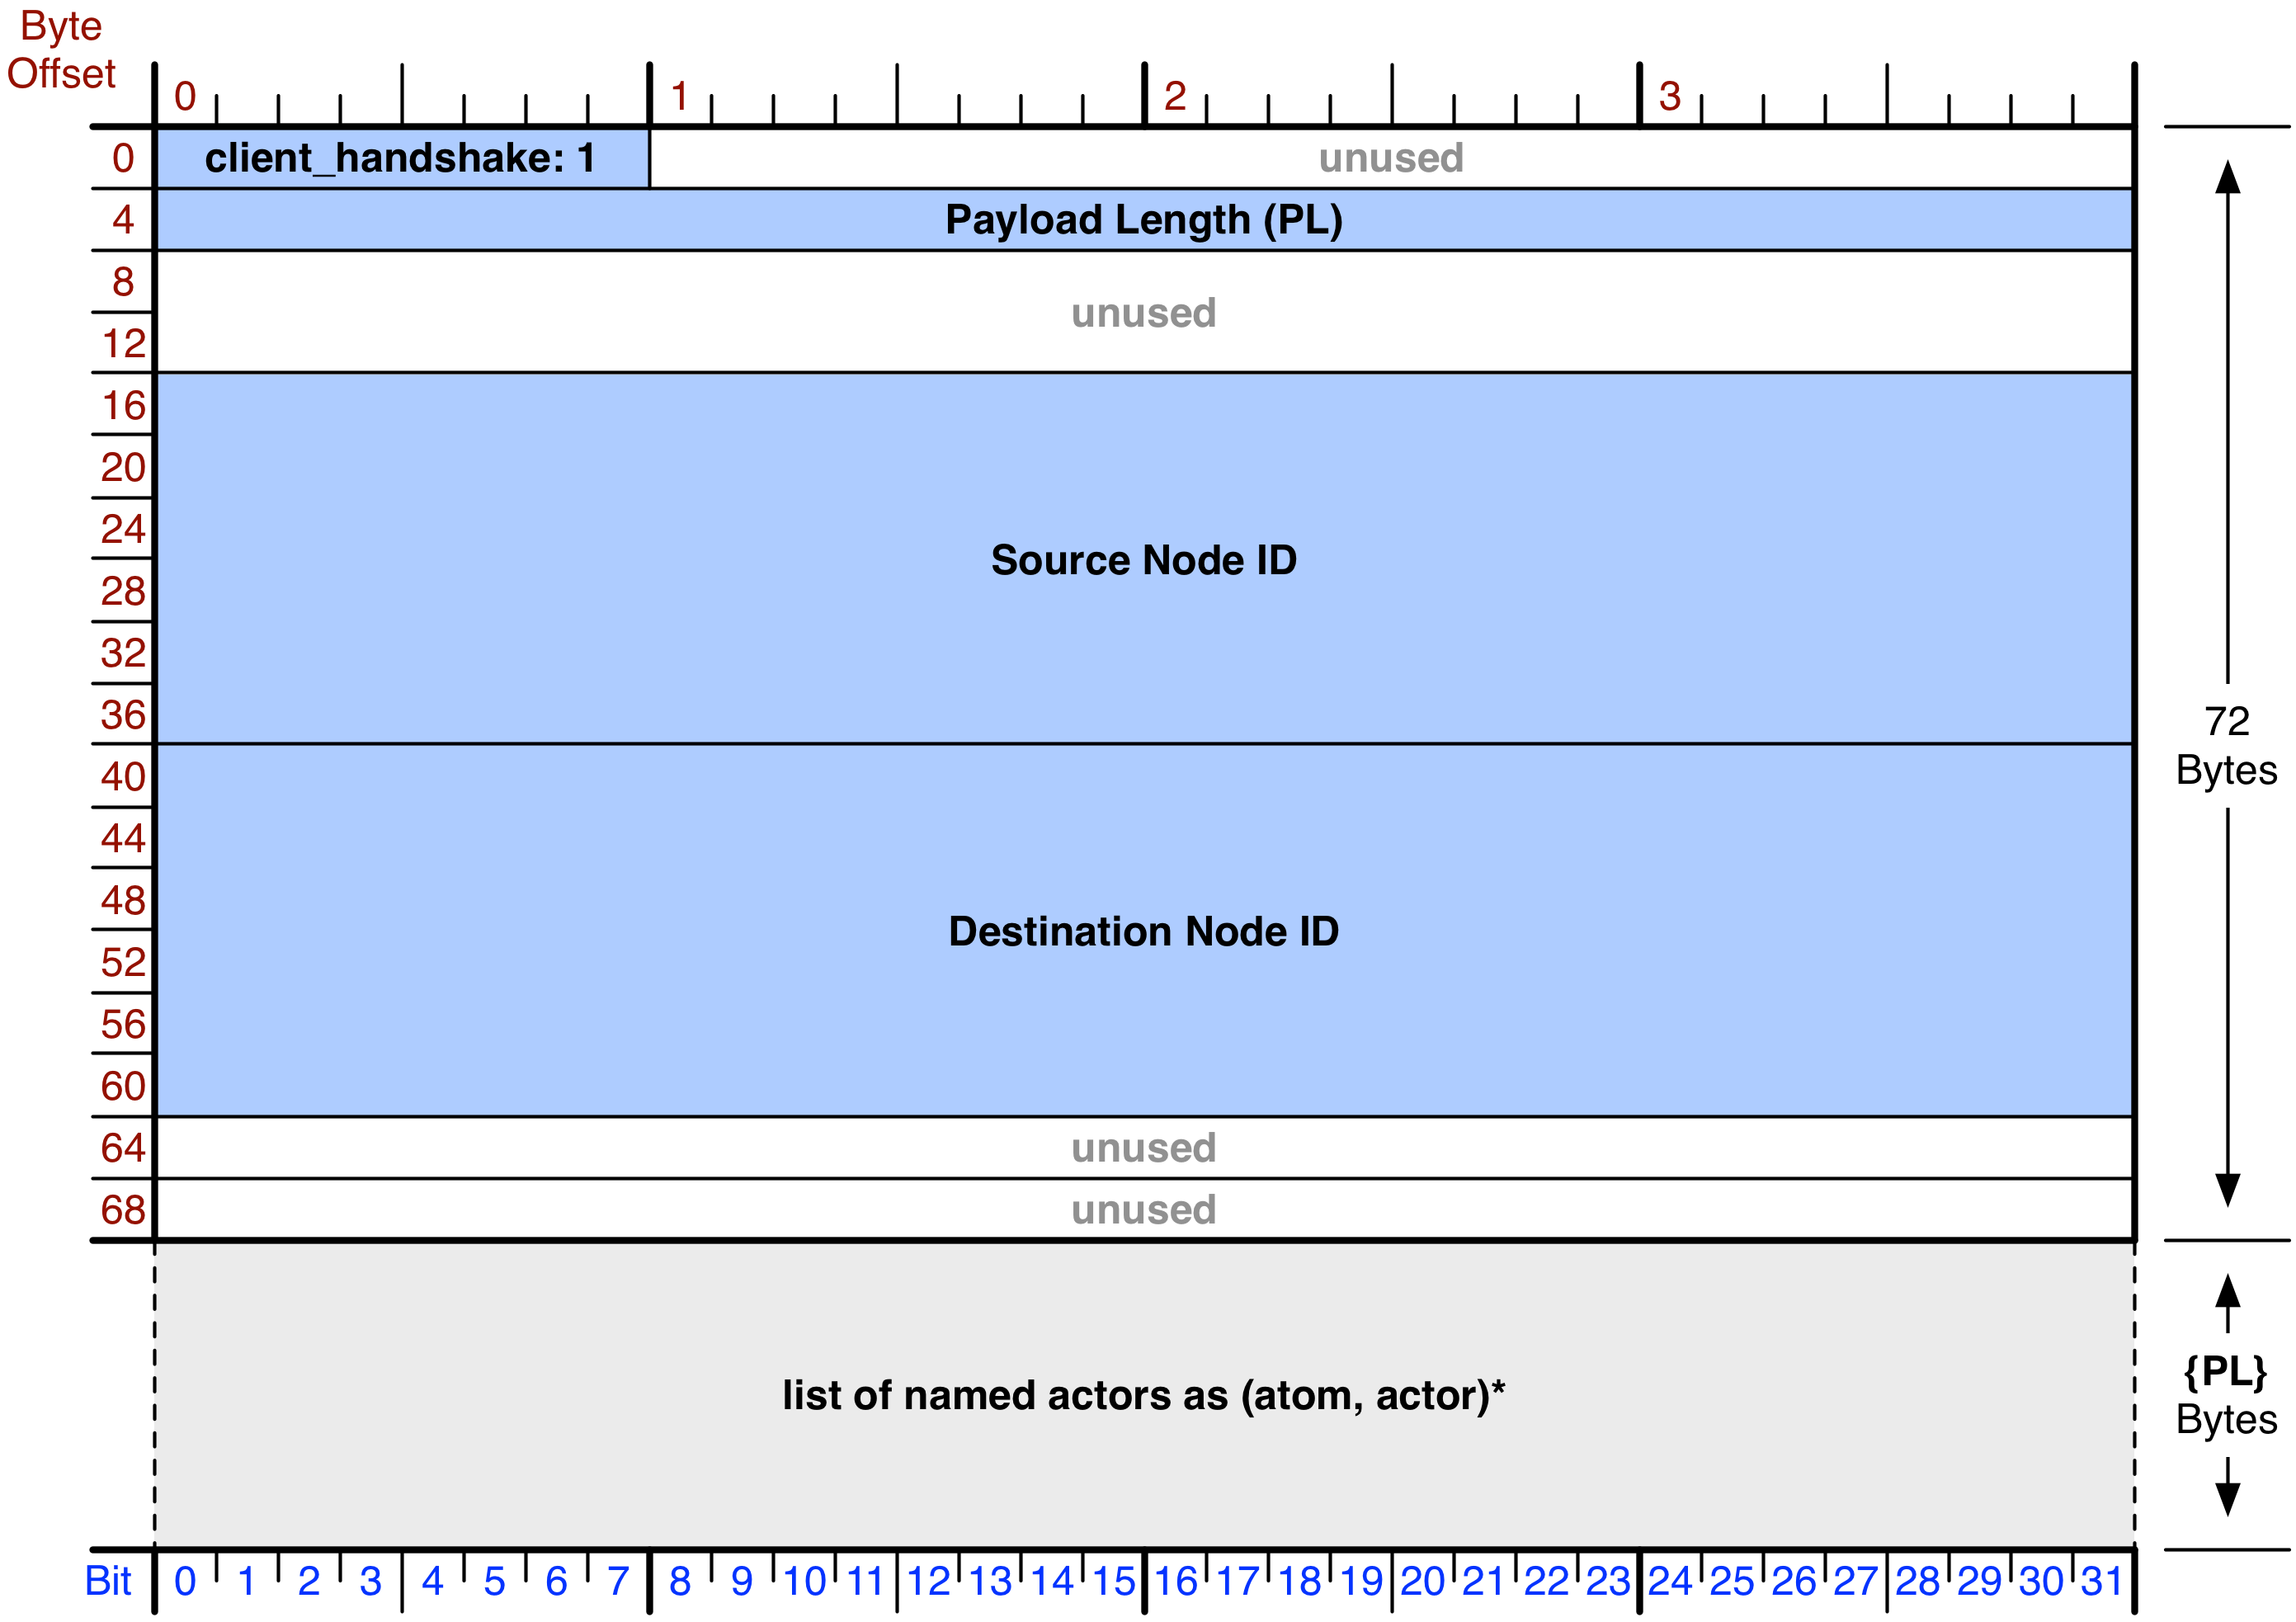 Byte
Offset
0 1 2 3
0 client_handshake: 1 unused
4 Payload Length (PL)
8
unused
12
16
20
24
Source Node ID
28
32
36
72
Bytes
40
44
48
Destination Node ID
52
56
60
64 unused
68 unused
list of named actors as (atom, actor)*
{PL}
Bytes
Bit 0 1 2 3 4 5 6 7 8 9 10 11 12 13 14 15 16 17 18 19 20 21 22 23 24 25 26 27 28 29 30 31